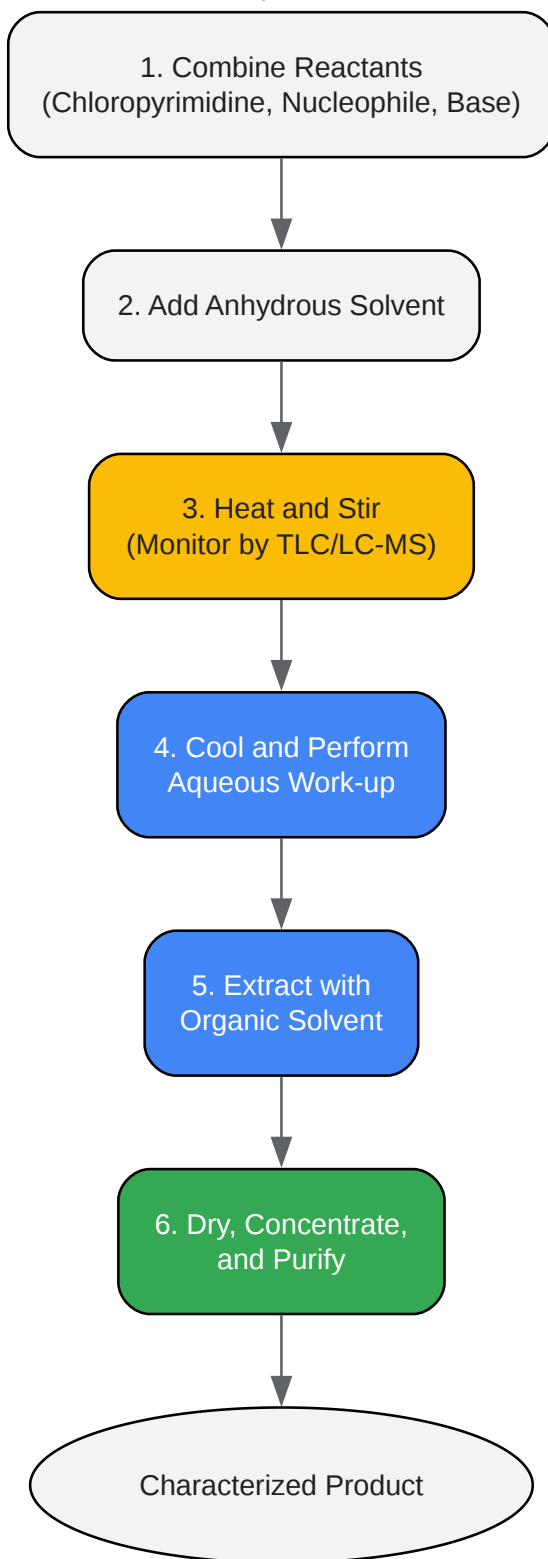 1. Combine Reactants
(Chloropyrimidine, Nucleophile, Base)
2. Add Anhydrous Solvent
3. Heat and Stir
(Monitor by TLC/LC-MS)
4. Cool and Perform
Aqueous Work-up
5. Extract with
Organic Solvent
6. Dry, Concentrate,
and Purify
Characterized Product